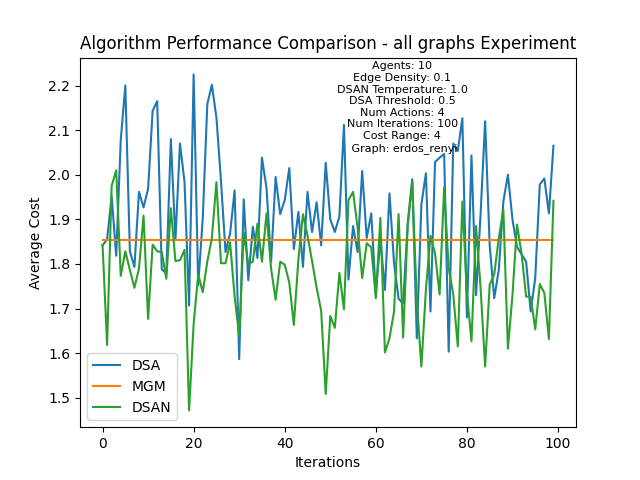 Algorithm Performance Comparison - all graphs Experiment
Agents: 10
Edge Density: 0.1
DSAN Temperature: 1.0
DSA Threshold: 0.5
Num Actions: 4
Num Iterations: 100
Cost Range: 4
Graph: erdos_renyi
2.2
2.1
2.0
1.9
1.8
1.7
1.6
1.5
Average Cost
DSA
MGM
DSAN
0 20 40 60 80 100
Iterations